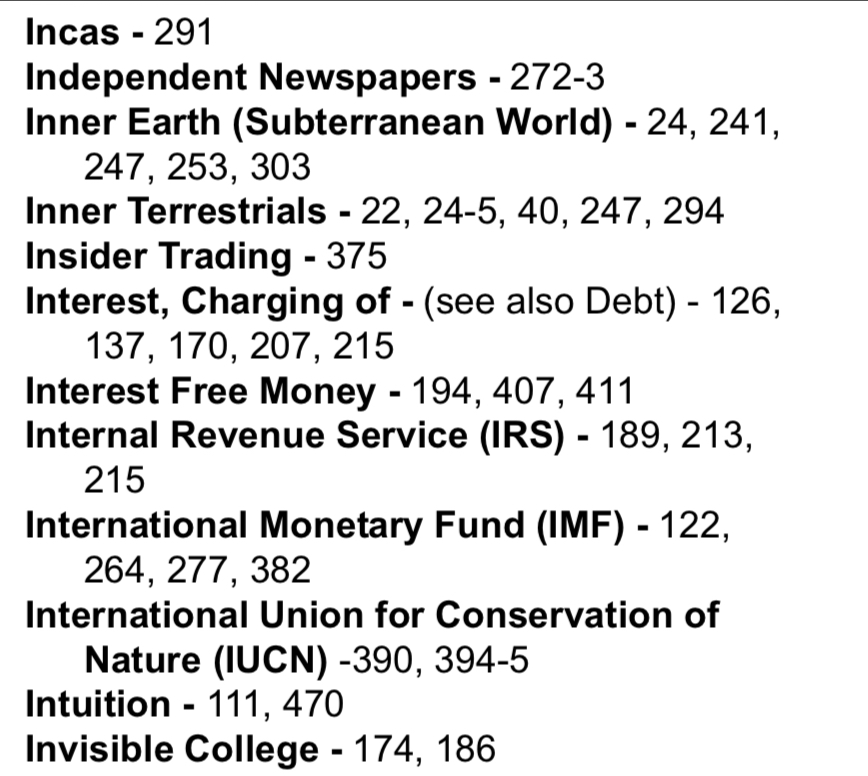 Incas - 291
Independent Newspapers - 272-3
Inner Earth (Subterranean World) - 24, 241,
247, 253, 303
Inner Terrestrials - 22, 24-5, 40, 247, 294
Insider Trading - 375
Interest, Charging of - (see also Debt) - 126,
137, 170, 207, 215
Interest Free Money - 194, 407, 411
Internal Revenue Service (IRS) - 189, 213,
215
International Monetary Fund (IMF) - 122,
264, 277, 382
International Union for Conservation of
Nature (IUCN) -390, 394-5
Intuition - 111, 470
Invisible College - 174, 186